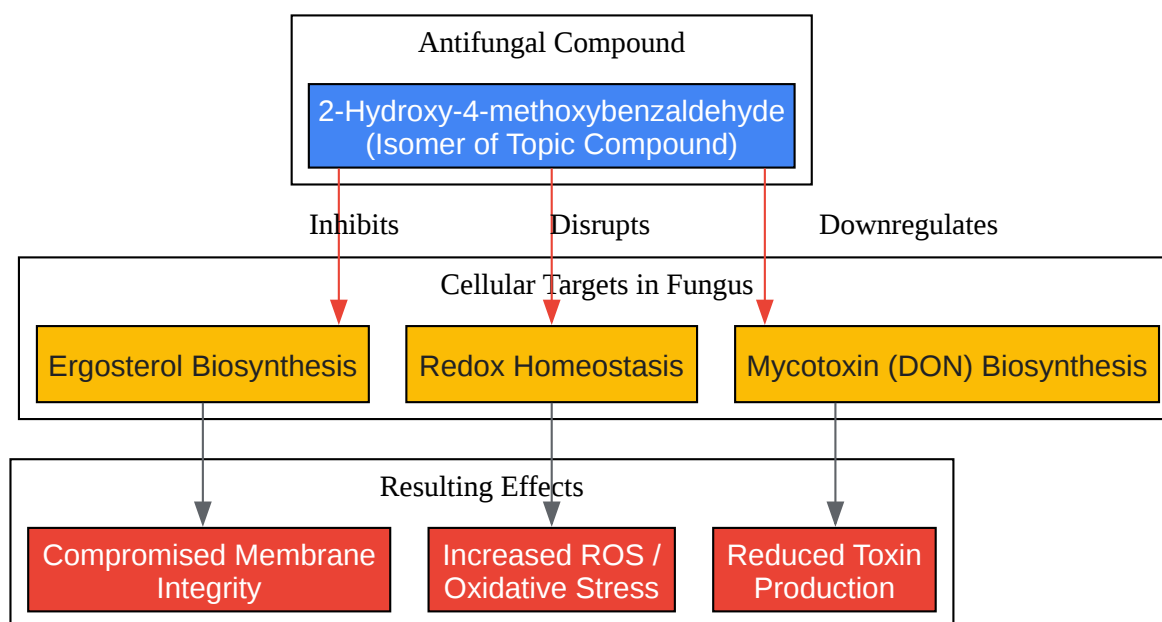 Antifungal Compound
2-Hydroxy-4-methoxybenzaldehyde
(Isomer of Topic Compound)
Inhibits
Disrupts
Downregulates
Cellular Targets in Fungus
Ergosterol Biosynthesis
Redox Homeostasis
Mycotoxin (DON) Biosynthesis
Resulting Effects
Compromised Membrane
Integrity
Increased ROS /
Oxidative Stress
Reduced Toxin
Production